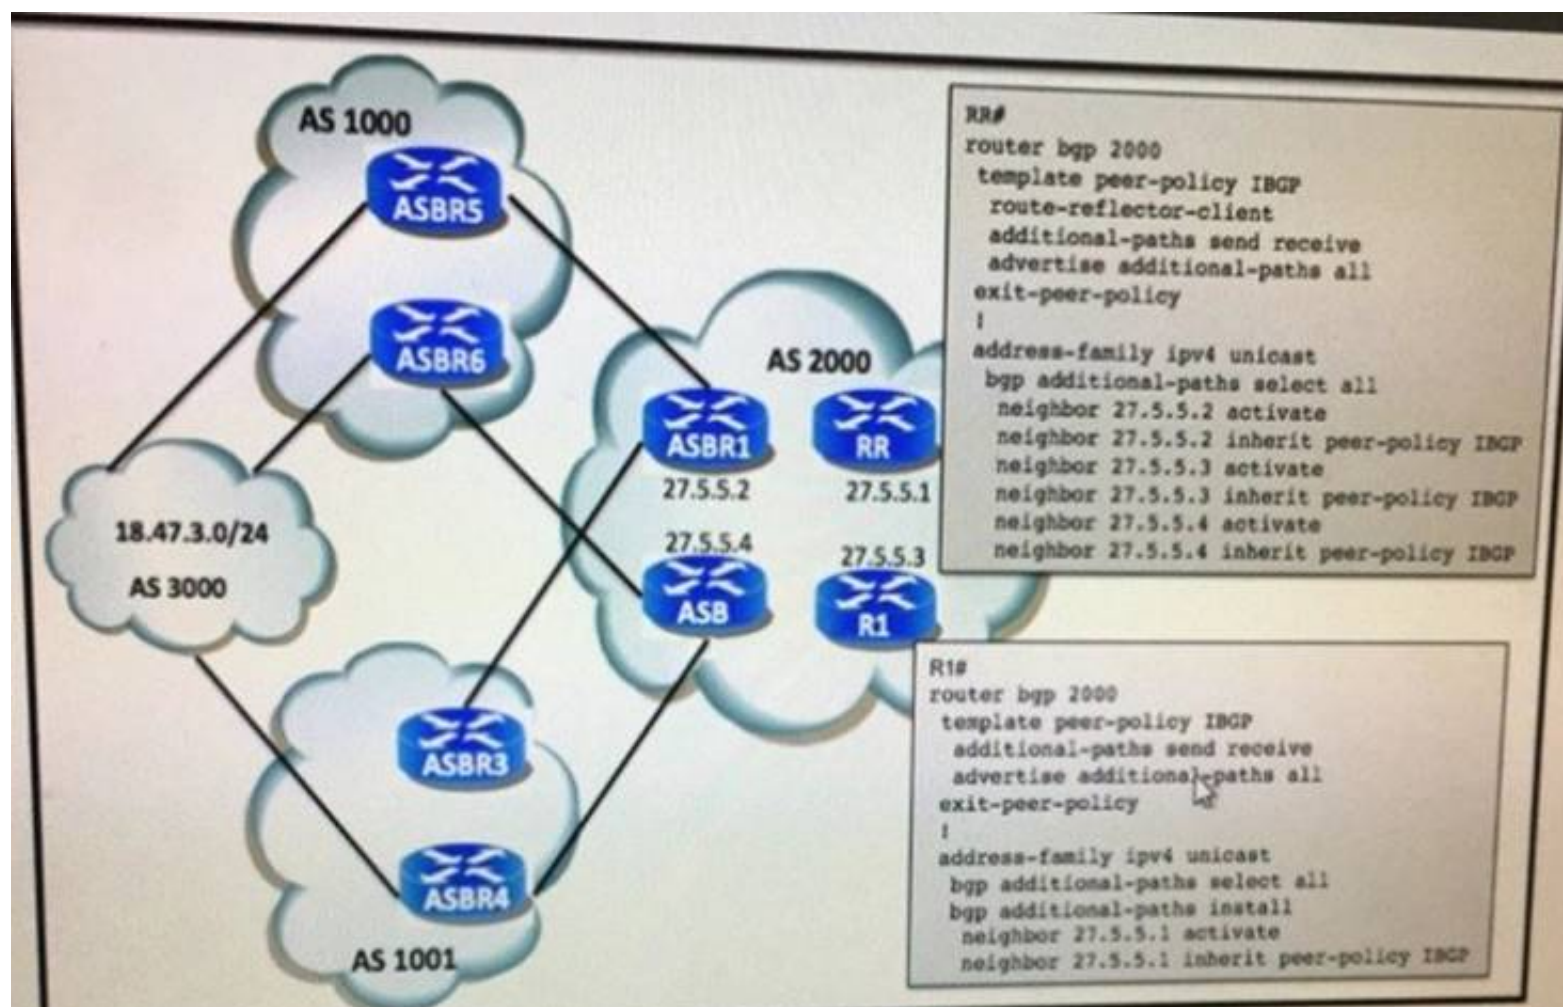 AS 1000
ASBR5
ASBR6
18.47.3.0/24
AS 3000
AS 2000
ASBR1
27.5.5.2
RR
27.5.5.1
27.5.5.4
ASB
27.5.5.3
R1
ASBR3
ASBR4
AS 1001
RR#
router bgp 2000
template peer-policy IBGP
route-reflector-client
additional-paths send receive
advertise additional-paths all
exit-peer-policy
!
address-family ipv4 unicast
bgp additional-paths select all
neighbor 27.5.5.2 activate
neighbor 27.5.5.2 inherit peer-policy IBGP
neighbor 27.5.5.3 activate
neighbor 27.5.5.3 inherit peer-policy IBGP
neighbor 27.5.5.4 activate
neighbor 27.5.5.4 inherit peer-policy IBGP
R1#
router bgp 2000
template peer-policy IBGP
additional-paths send receive
advertise additional-paths all
exit-peer-policy
!
address-family ipv4 unicast
bgp additional-paths select all
bgp additional-paths install
neighbor 27.5.5.1 activate
neighbor 27.5.5.1 inherit peer-policy IBGP